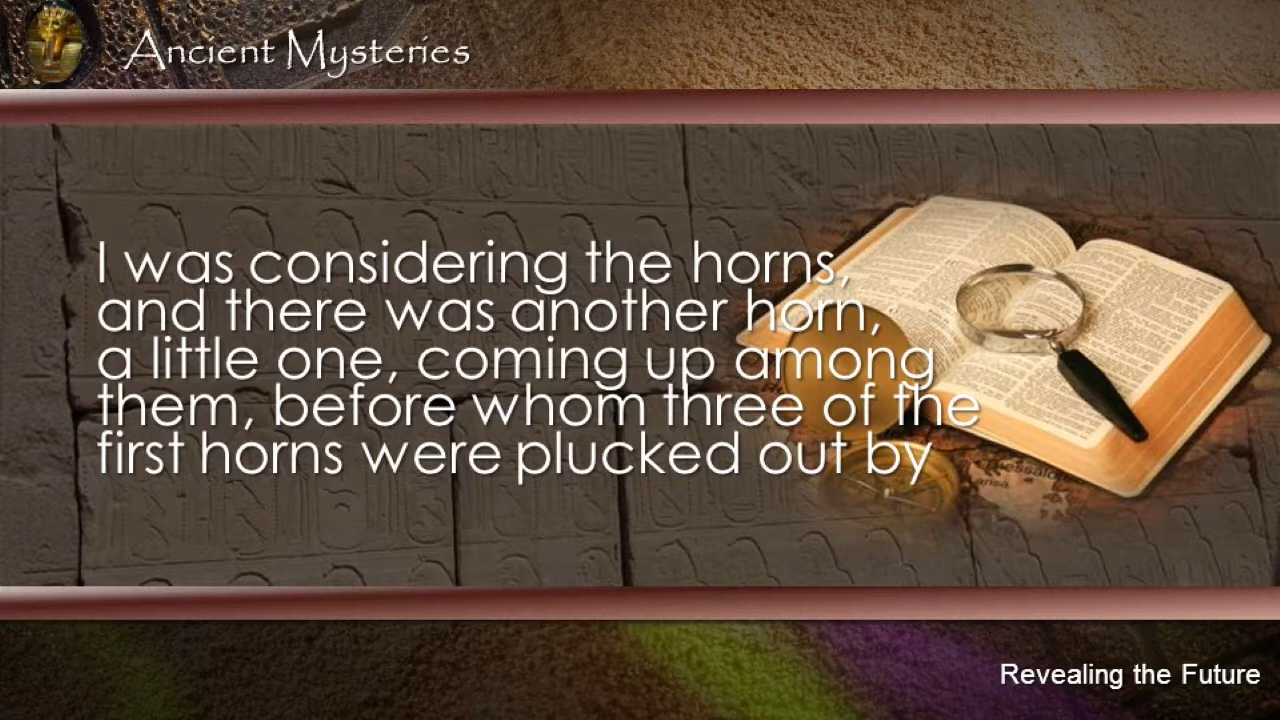 Ancient Mysteries
I was considering the horns,
and there was another horn,
a little one, coming up among
them, before whom three of the
first horns were plucked out by
Revealing the Future